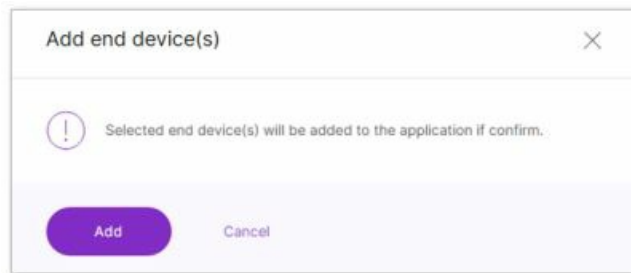 Add end device(s)
Selected end device(s) will be added to the application if confirm.
Add Cancel